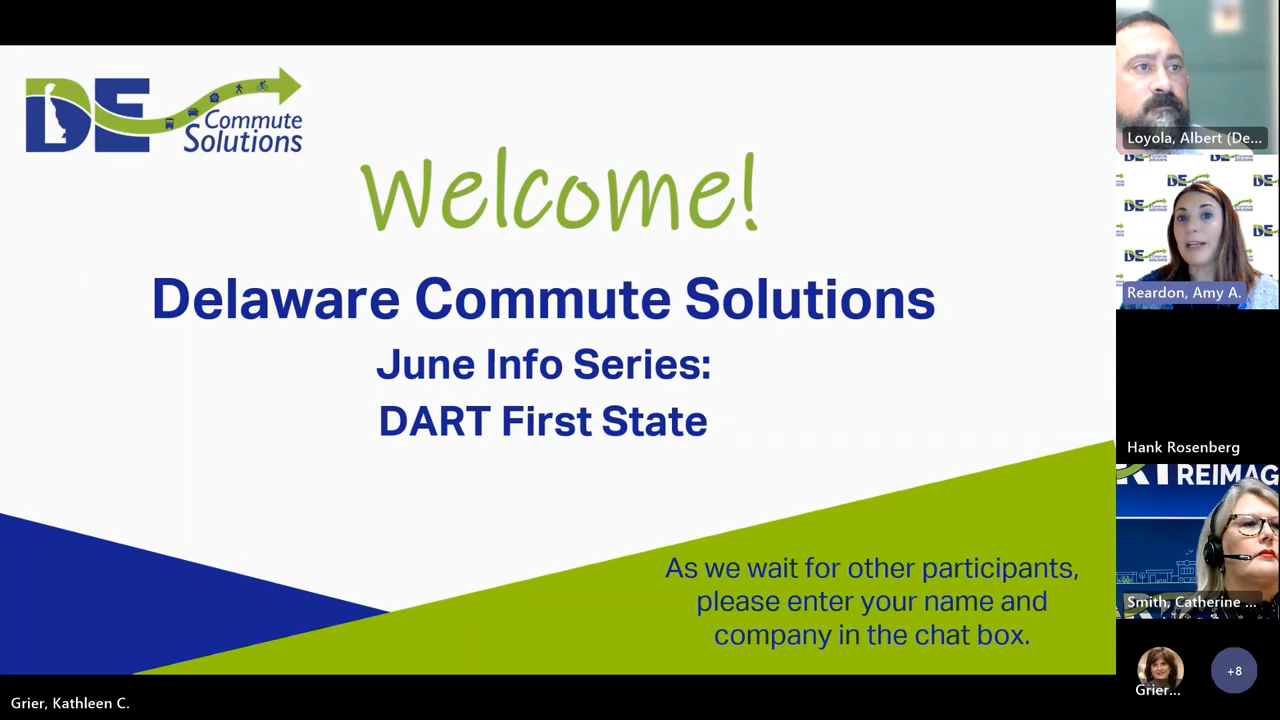 DE
Commute
Solutions
Welcome!
Delaware Commute Solutions
June Info Series:
DART First State
As we wait for other participants,
please enter your name and
company in the chat box.
Grier, Kathleen C.
Loyola, Albert (De...
Reardon, Amy A.
Hank Rosenberg
REIMAG
Smith, Catherine ...
Grier...
+8